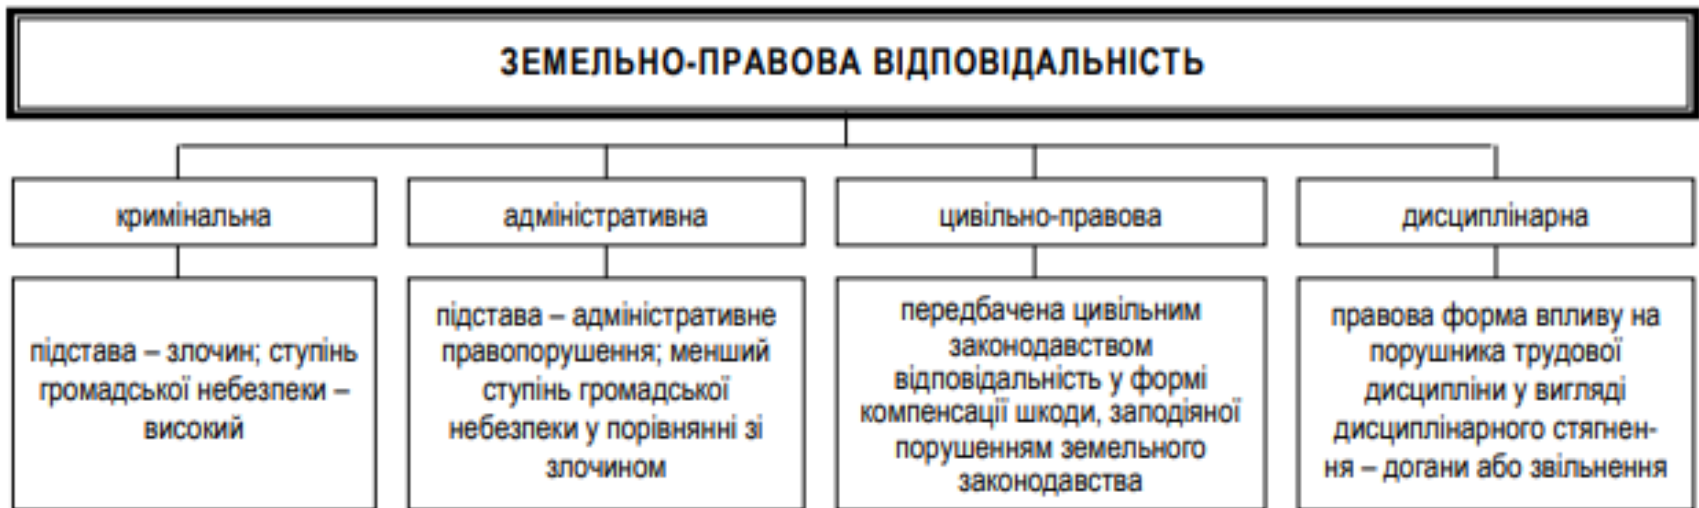 ЗЕМЕЛЬНО-ПРАВОВА ВІДПОВІДАЛЬНІСТЬ
кримінальна
підстава – злочин; ступінь
громадської небезпеки –
високий
адміністративна
підстава – адміністративне
правопорушення; менший
ступінь громадської
небезпеки у порівнянні зі
злочином
цивільно-правова
передбачена цивільним
законодавством
відповідальність у формі
компенсації шкоди, заподіяної
порушенням земельного
законодавства
дисциплінарна
правова форма впливу на
порушника трудової
дисципліни у вигляді
дисциплінарного стягнен-
ня – догани або звільнення